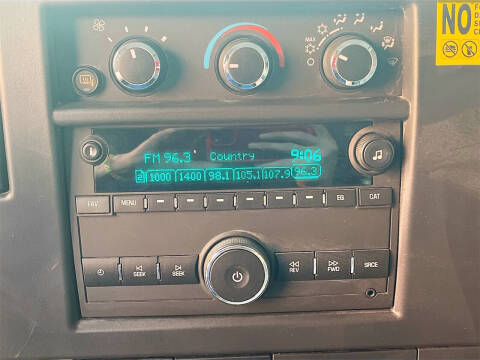 NO
MAX
FM 96.3 Country 9:06
1000 1400 98.1 105.1 107.9 96.3
FAV MENU EQ CAT
SEEK SEEK REV FWD SRCE